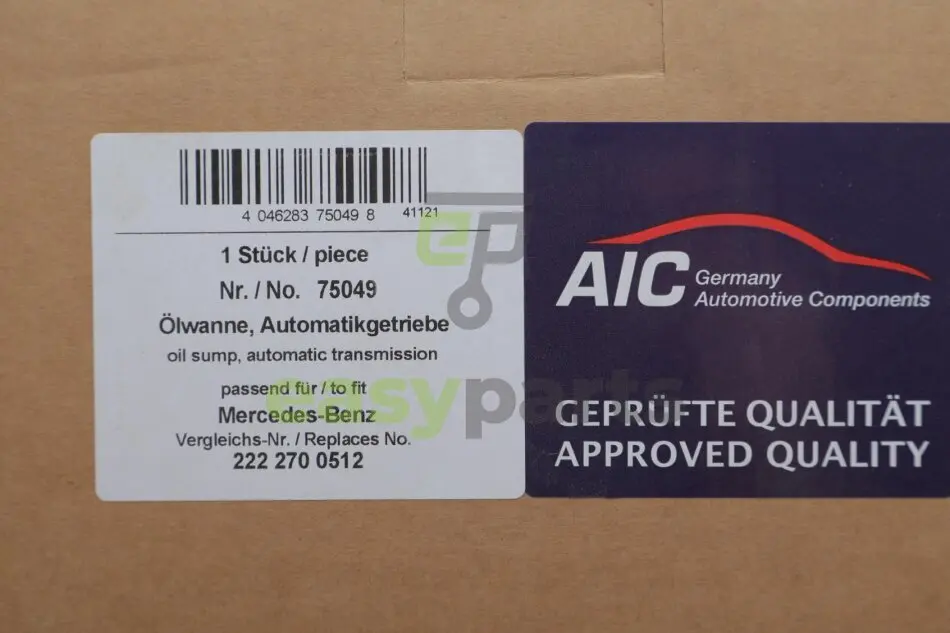 4 046283 75049 8 41121
1 Stück / piece
Nr. / No. 75049
Ölwanne, Automatikgetriebe
oil sump, automatic transmission
passend für / to fit
Mercedes-Benz
Vergleichs-Nr. / Replaces No.
222 270 0512
AIC Germany
Automotive Components
GEPRÜFTE QUALITÄT
APPROVED QUALITY
ep
easyparts